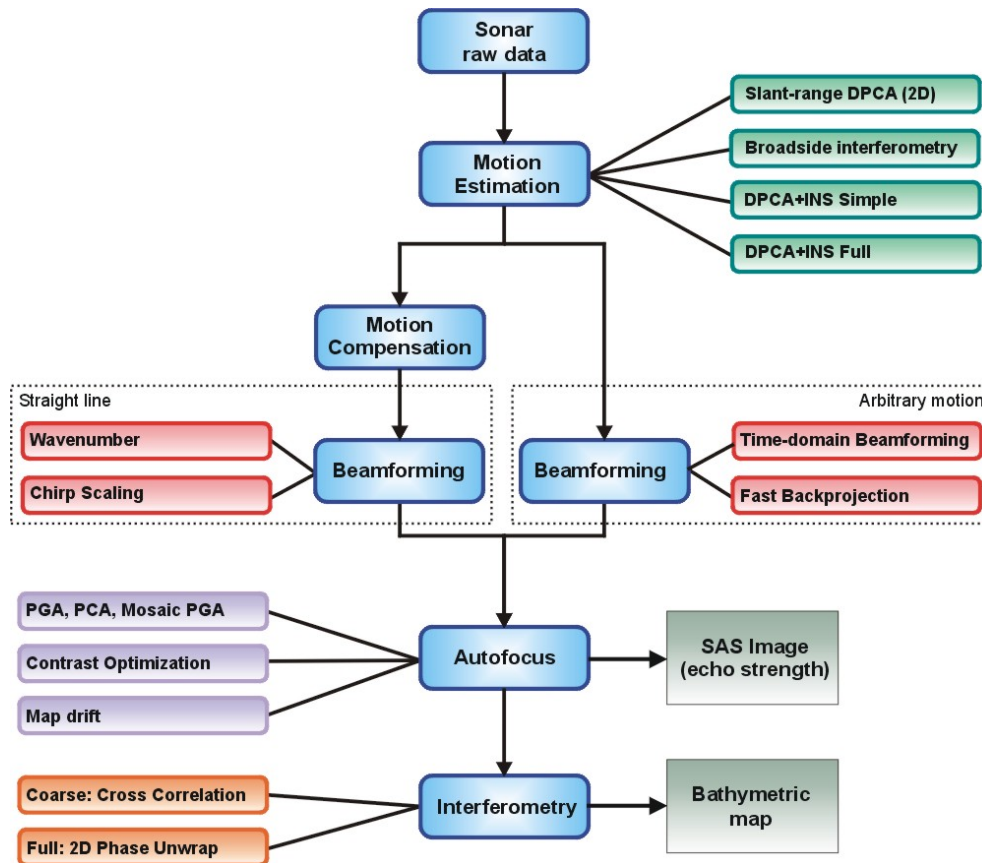 Sonar
raw data
Slant-range DPCA (2D)
Broadside interferometry
Motion
Estimation
DPCA+INS Simple
DPCA+INS Full
Motion
Compensation
Straight line
Arbitrary motion
Wavenumber
Chirp Scaling
Beamforming
Beamforming
Time-domain Beamforming
Fast Backprojection
PGA, PCA, Mosaic PGA
Contrast Optimization
Map drift
Autofocus
SAS Image
(echo strength)
Coarse: Cross Correlation
Full: 2D Phase Unwrap
Interferometry
Bathymetric
map